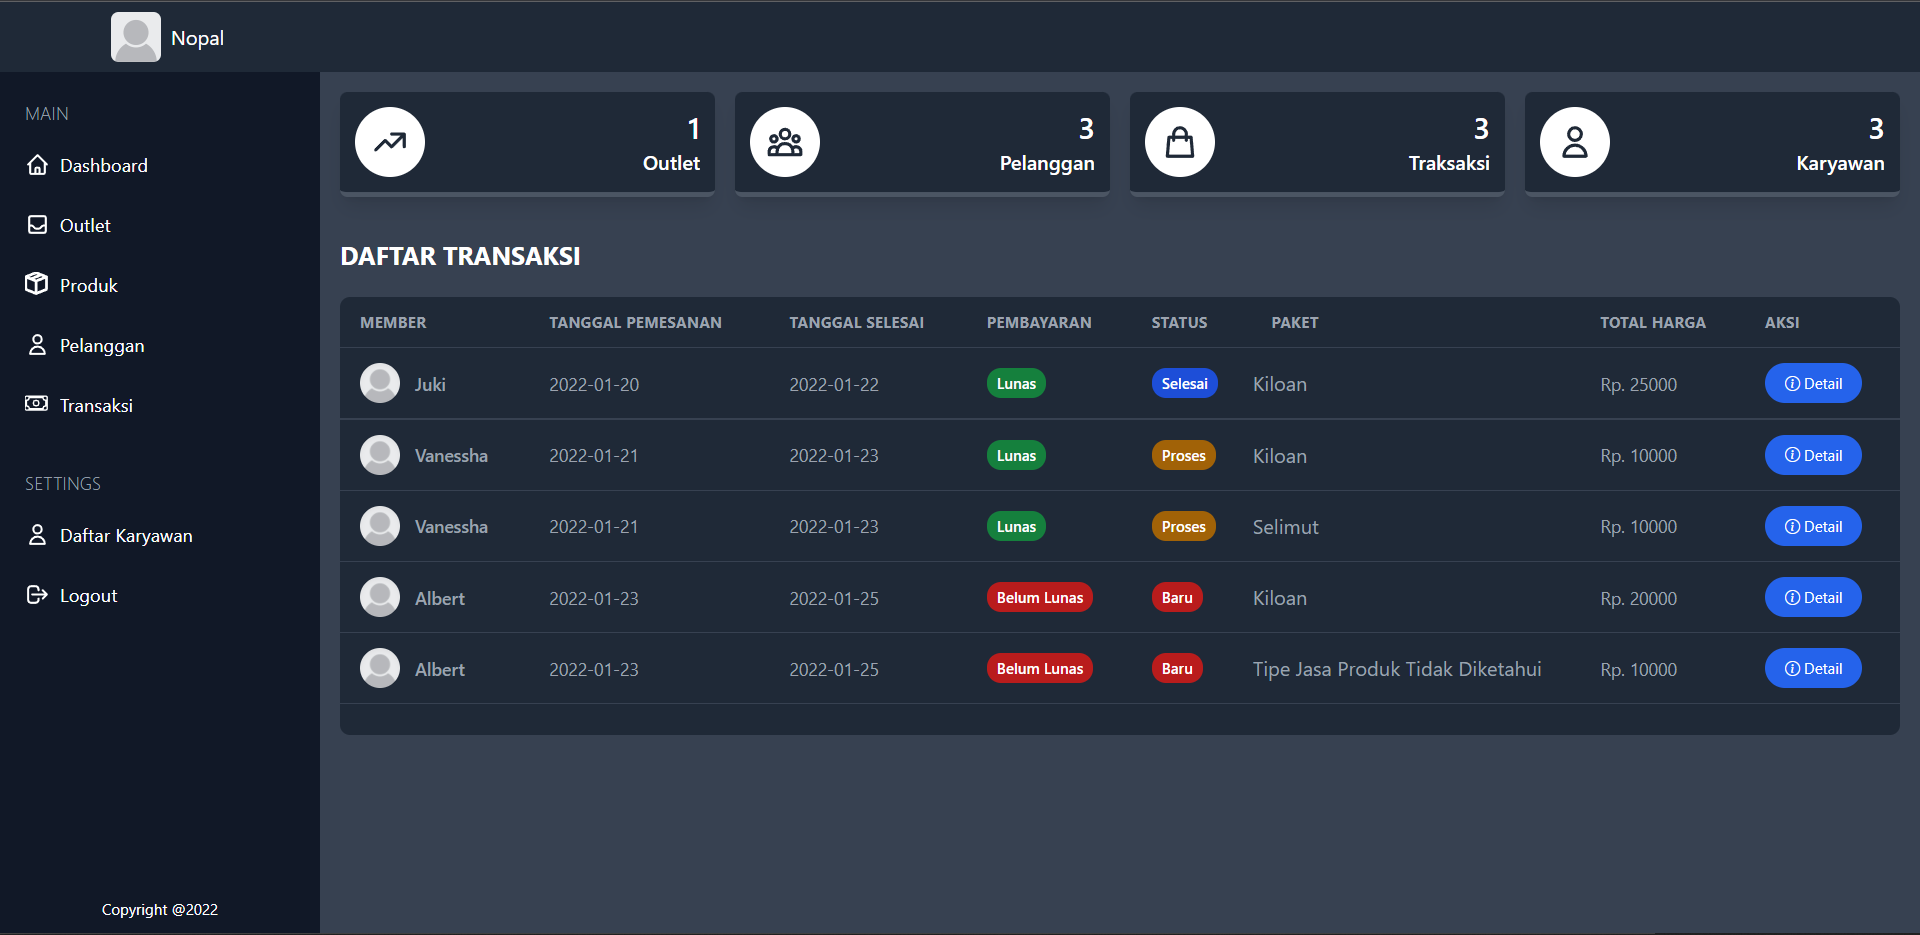 Nopal
MAIN
Dashboard
Outlet
Produk
Pelanggan
Transaksi
SETTINGS
Daftar Karyawan
Logout
Copyright @2022
1
Outlet
3
Pelanggan
3
Traksaksi
3
Karyawan
DAFTAR TRANSAKSI
MEMBER TANGGAL PEMESANAN TANGGAL SELESAI PEMBAYARAN STATUS PAKET TOTAL HARGA AKSI
Juki 2022-01-20 2022-01-22 Lunas Selesai Kiloan Rp. 25000 Detail
Vanessha 2022-01-21 2022-01-23 Lunas Proses Kiloan Rp. 10000 Detail
Vanessha 2022-01-21 2022-01-23 Lunas Proses Selimut Rp. 10000 Detail
Albert 2022-01-23 2022-01-25 Belum Lunas Baru Kiloan Rp. 20000 Detail
Albert 2022-01-23 2022-01-25 Belum Lunas Baru Tipe Jasa Produk Tidak Diketahui Rp. 10000 Detail